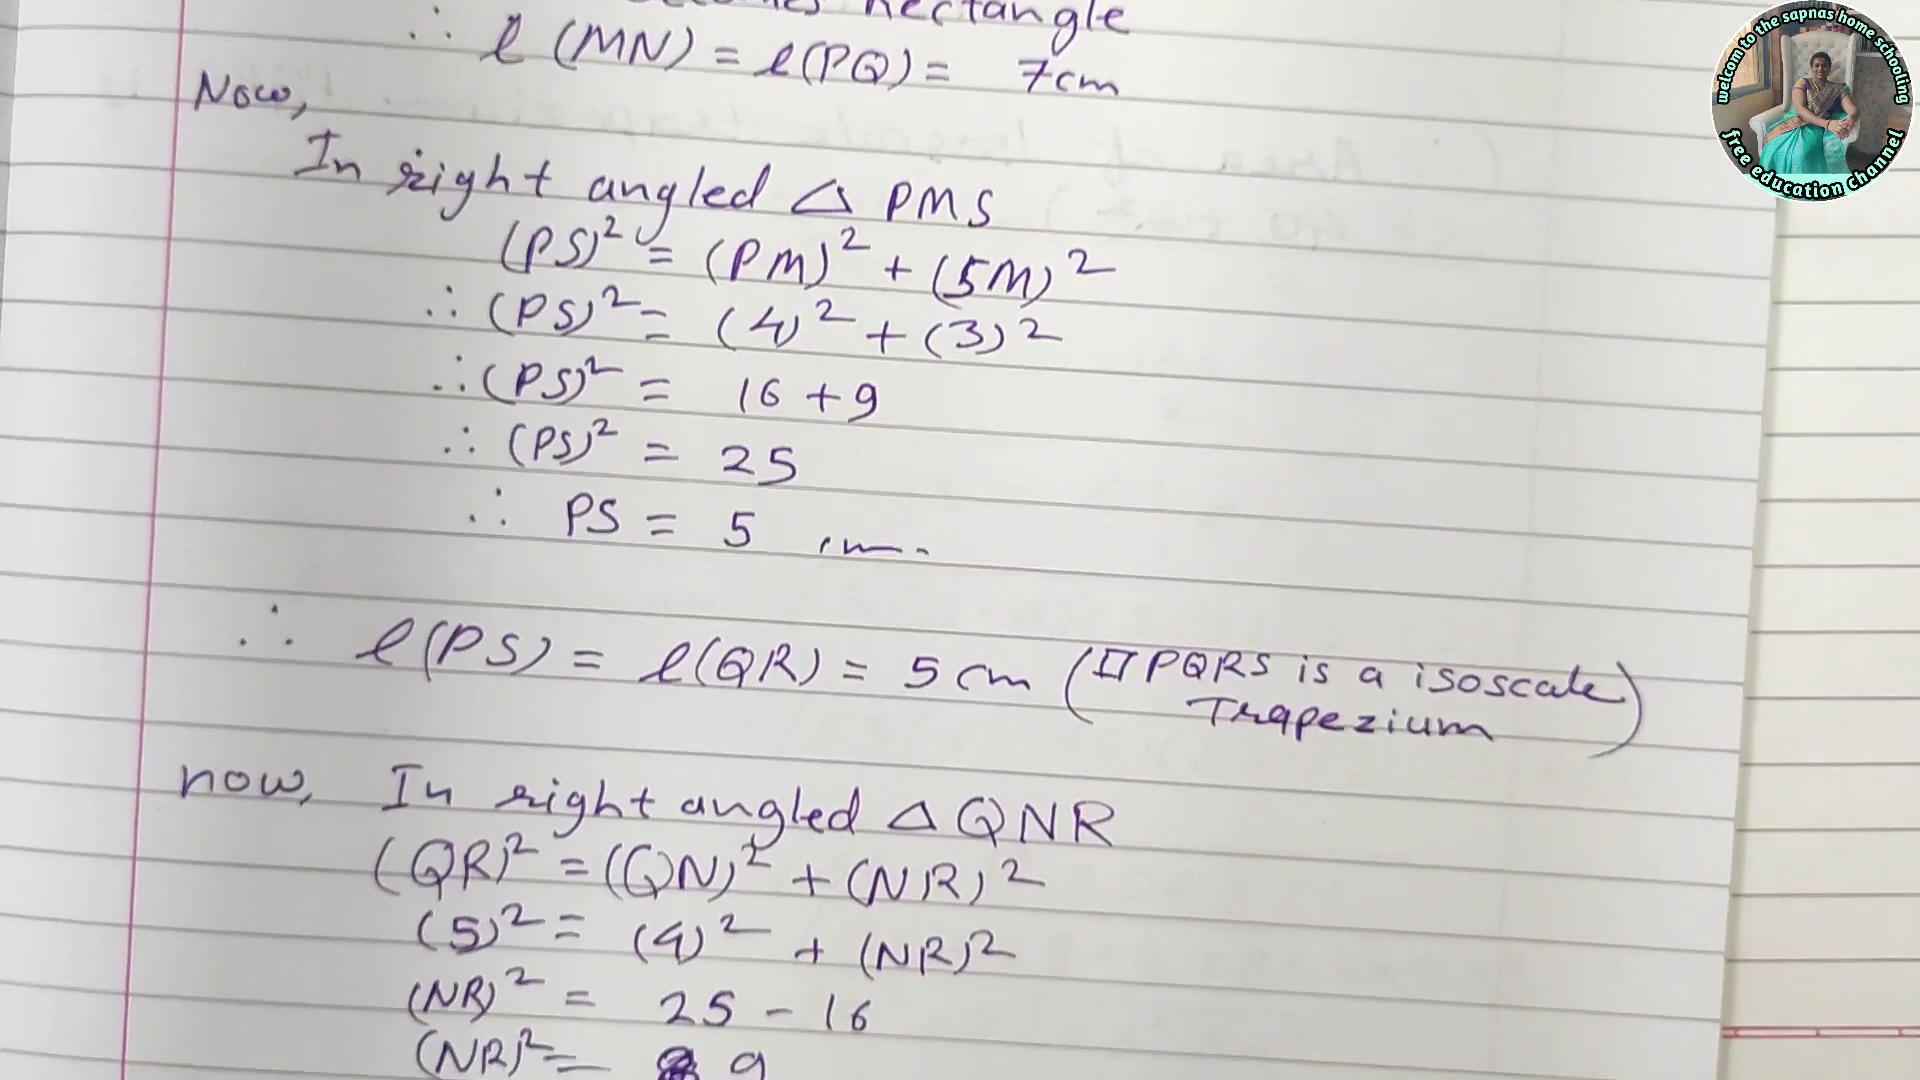 Rectangle
∴ l (MN) = l(PQ) = 7cm
Now,
In right angled △ PMS
(PS)² = (PM)² + (SM)²
∴ (PS)² = (4)² + (3)²
∴ (PS)² = 16 + 9
∴ (PS)² = 25
∴ PS = 5 cm.
∴ l(PS) = l(QR) = 5cm (▱ PQRS is a isoscale
Trapezium)
now, In right angled △ QNR
(QR)² = (QN)² + (NR)²
(5)² = (4)² + (NR)²
(NR)² = 25 - 16
(NR)² = 9
welcom to the sapnas home schooling
free education channel